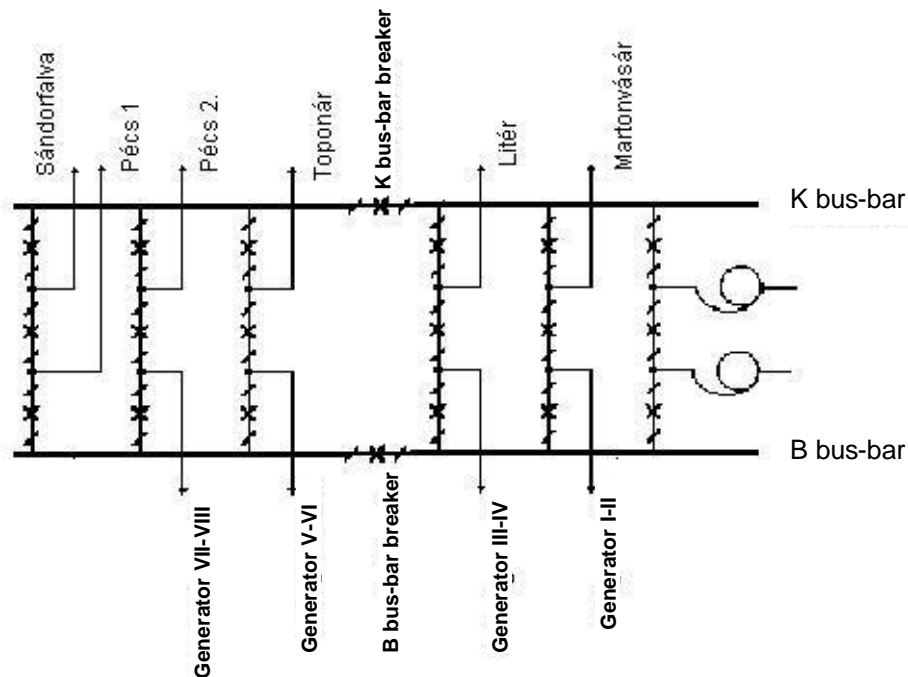 Sándorfalva
Pécs 1
Pécs 2.
Toponár
K bus-bar breaker
Litér
Martonvásár
K bus-bar
B bus-bar
Generator VII-VIII
Generator V-VI
B bus-bar breaker
Generator III-IV
Generator I-II